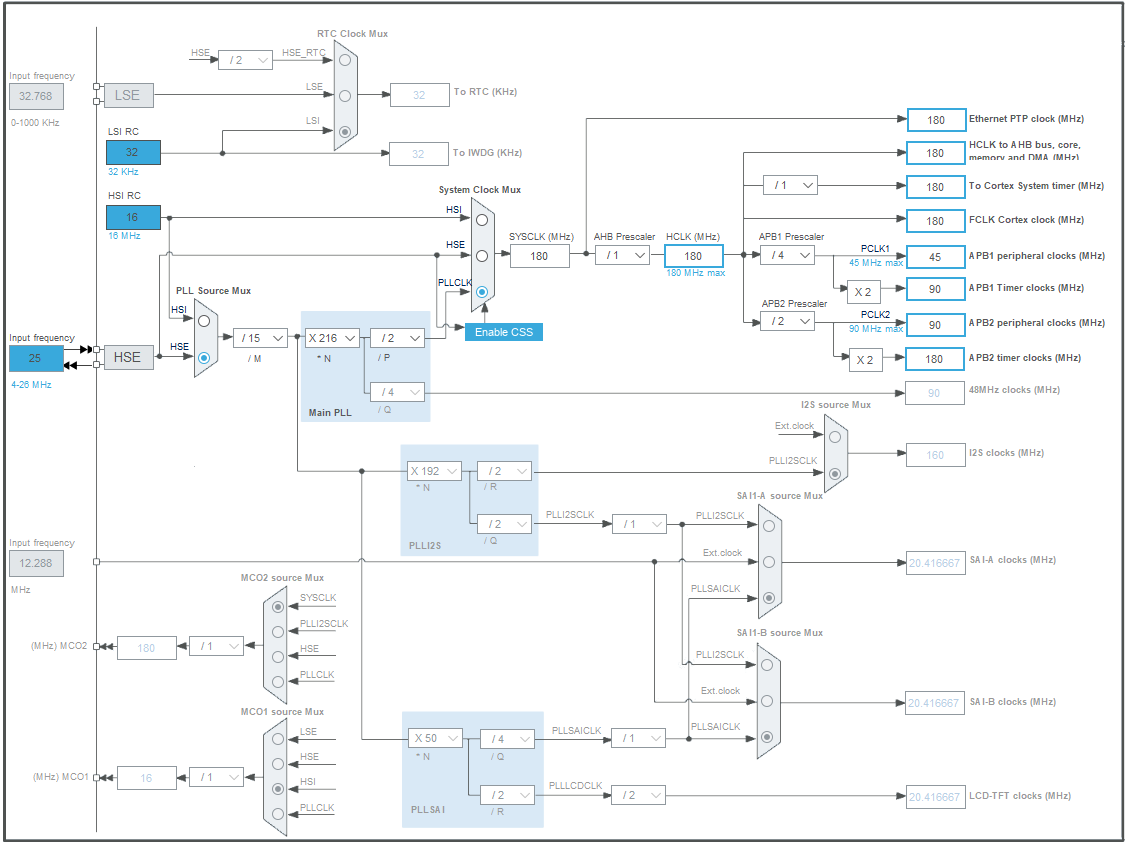 RTC Clock Mux
HSE
/ 2
HSE_RTC
Input frequency
32.768
0-1000 KHz
LSE
LSE
32
To RTC (KHz)
LSI
LSI RC
32
32 KHz
32
To IWDG (KHz)
HSI RC
16
16 MHz
System Clock Mux
HSI
HSE
PLLCLK
SYSCLK (MHz)
180
AHB Prescaler
/ 1
HCLK (MHz)
180
180 MHz max
180
Ethernet PTP clock (MHz)
180
HCLK to AHB bus, core,
memory and DMA (MHz)
/ 1
180
To Cortex System timer (MHz)
180
FCLK Cortex clock (MHz)
APB1 Prescaler
/ 4
PCLK1
45 MHz max
45
APB1 peripheral clocks (MHz)
X 2
90
APB1 Timer clocks (MHz)
APB2 Prescaler
/ 2
PCLK2
90 MHz max
90
APB2 peripheral clocks (MHz)
X 2
180
APB2 timer clocks (MHz)
PLL Source Mux
HSI
HSE
Input frequency
25
4-26 MHz
HSE
/ 15
/ M
X 216
* N
/ 2
/ P
/ 4
/ Q
Main PLL
Enable CSS
90
48MHz clocks (MHz)
I2S source Mux
Ext.clock
PLLI2SCLK
160
I2S clocks (MHz)
X 192
* N
/ 2
/ R
/ 2
/ Q
PLLI2S
PLLI2SCLK
/ 1
SAI1-A source Mux
PLLI2SCLK
Ext.clock
PLLSAICLK
20.416667
SAI-A clocks (MHz)
Input frequency
12.288
MHz
MCO2 source Mux
SYSCLK
PLLI2SCLK
HSE
PLLCLK
(MHz) MCO2
180
/ 1
SAI1-B source Mux
PLLI2SCLK
Ext.clock
PLLSAICLK
20.416667
SAI-B clocks (MHz)
MCO1 source Mux
LSE
HSE
HSI
PLLCLK
(MHz) MCO1
16
/ 1
X 50
* N
/ 4
/ Q
/ 2
/ R
PLLSAI
PLLSAICLK
/ 1
PLLLCDCLK
/ 2
20.416667
LCD-TFT clocks (MHz)